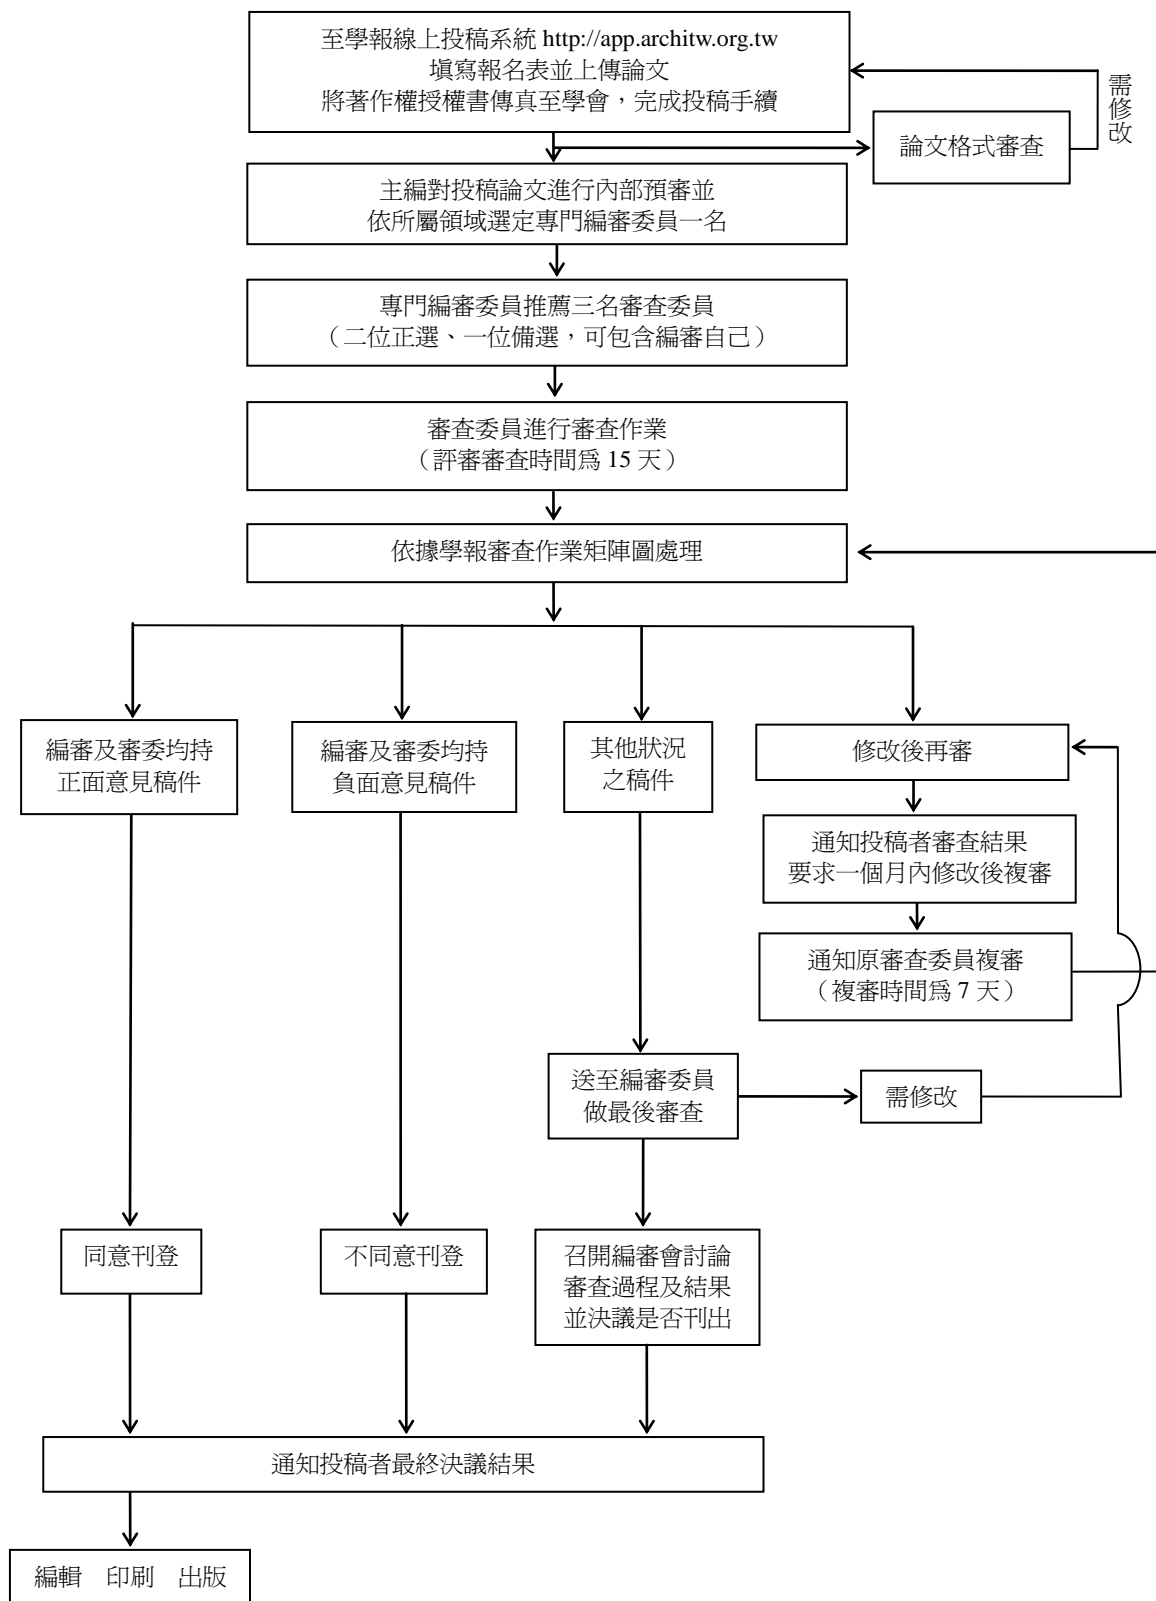 至學報線上投稿系統 http://app.architw.org.tw
填寫報名表並上傳論文
將著作權授權書傳真至學會，完成投稿手續
需修改
論文格式審查
主編對投稿論文進行內部預審並
依所屬領域選定專門編審委員一名
專門編審委員推薦三名審查委員
（二位正選、一位備選，可包含編審自己）
審查委員進行審查作業
（評審審查時間為 15 天）
依據學報審查作業矩陣圖處理
編審及審委均持
正面意見稿件
編審及審委均持
負面意見稿件
其他狀況
之稿件
修改後再審
通知投稿者審查結果
要求一個月內修改後複審
通知原審查委員複審
（複審時間為 7 天）
送至編審委員
做最後審查
需修改
同意刊登
不同意刊登
召開編審會討論
審查過程及結果
並決議是否刊出
通知投稿者最終決議結果
編輯　印刷　出版